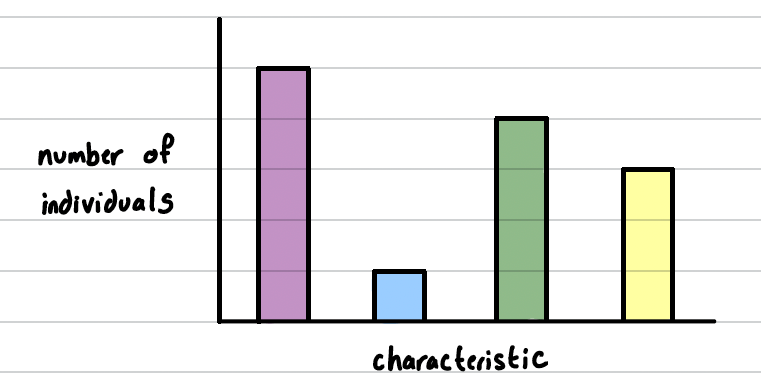 number of
individuals
characteristic